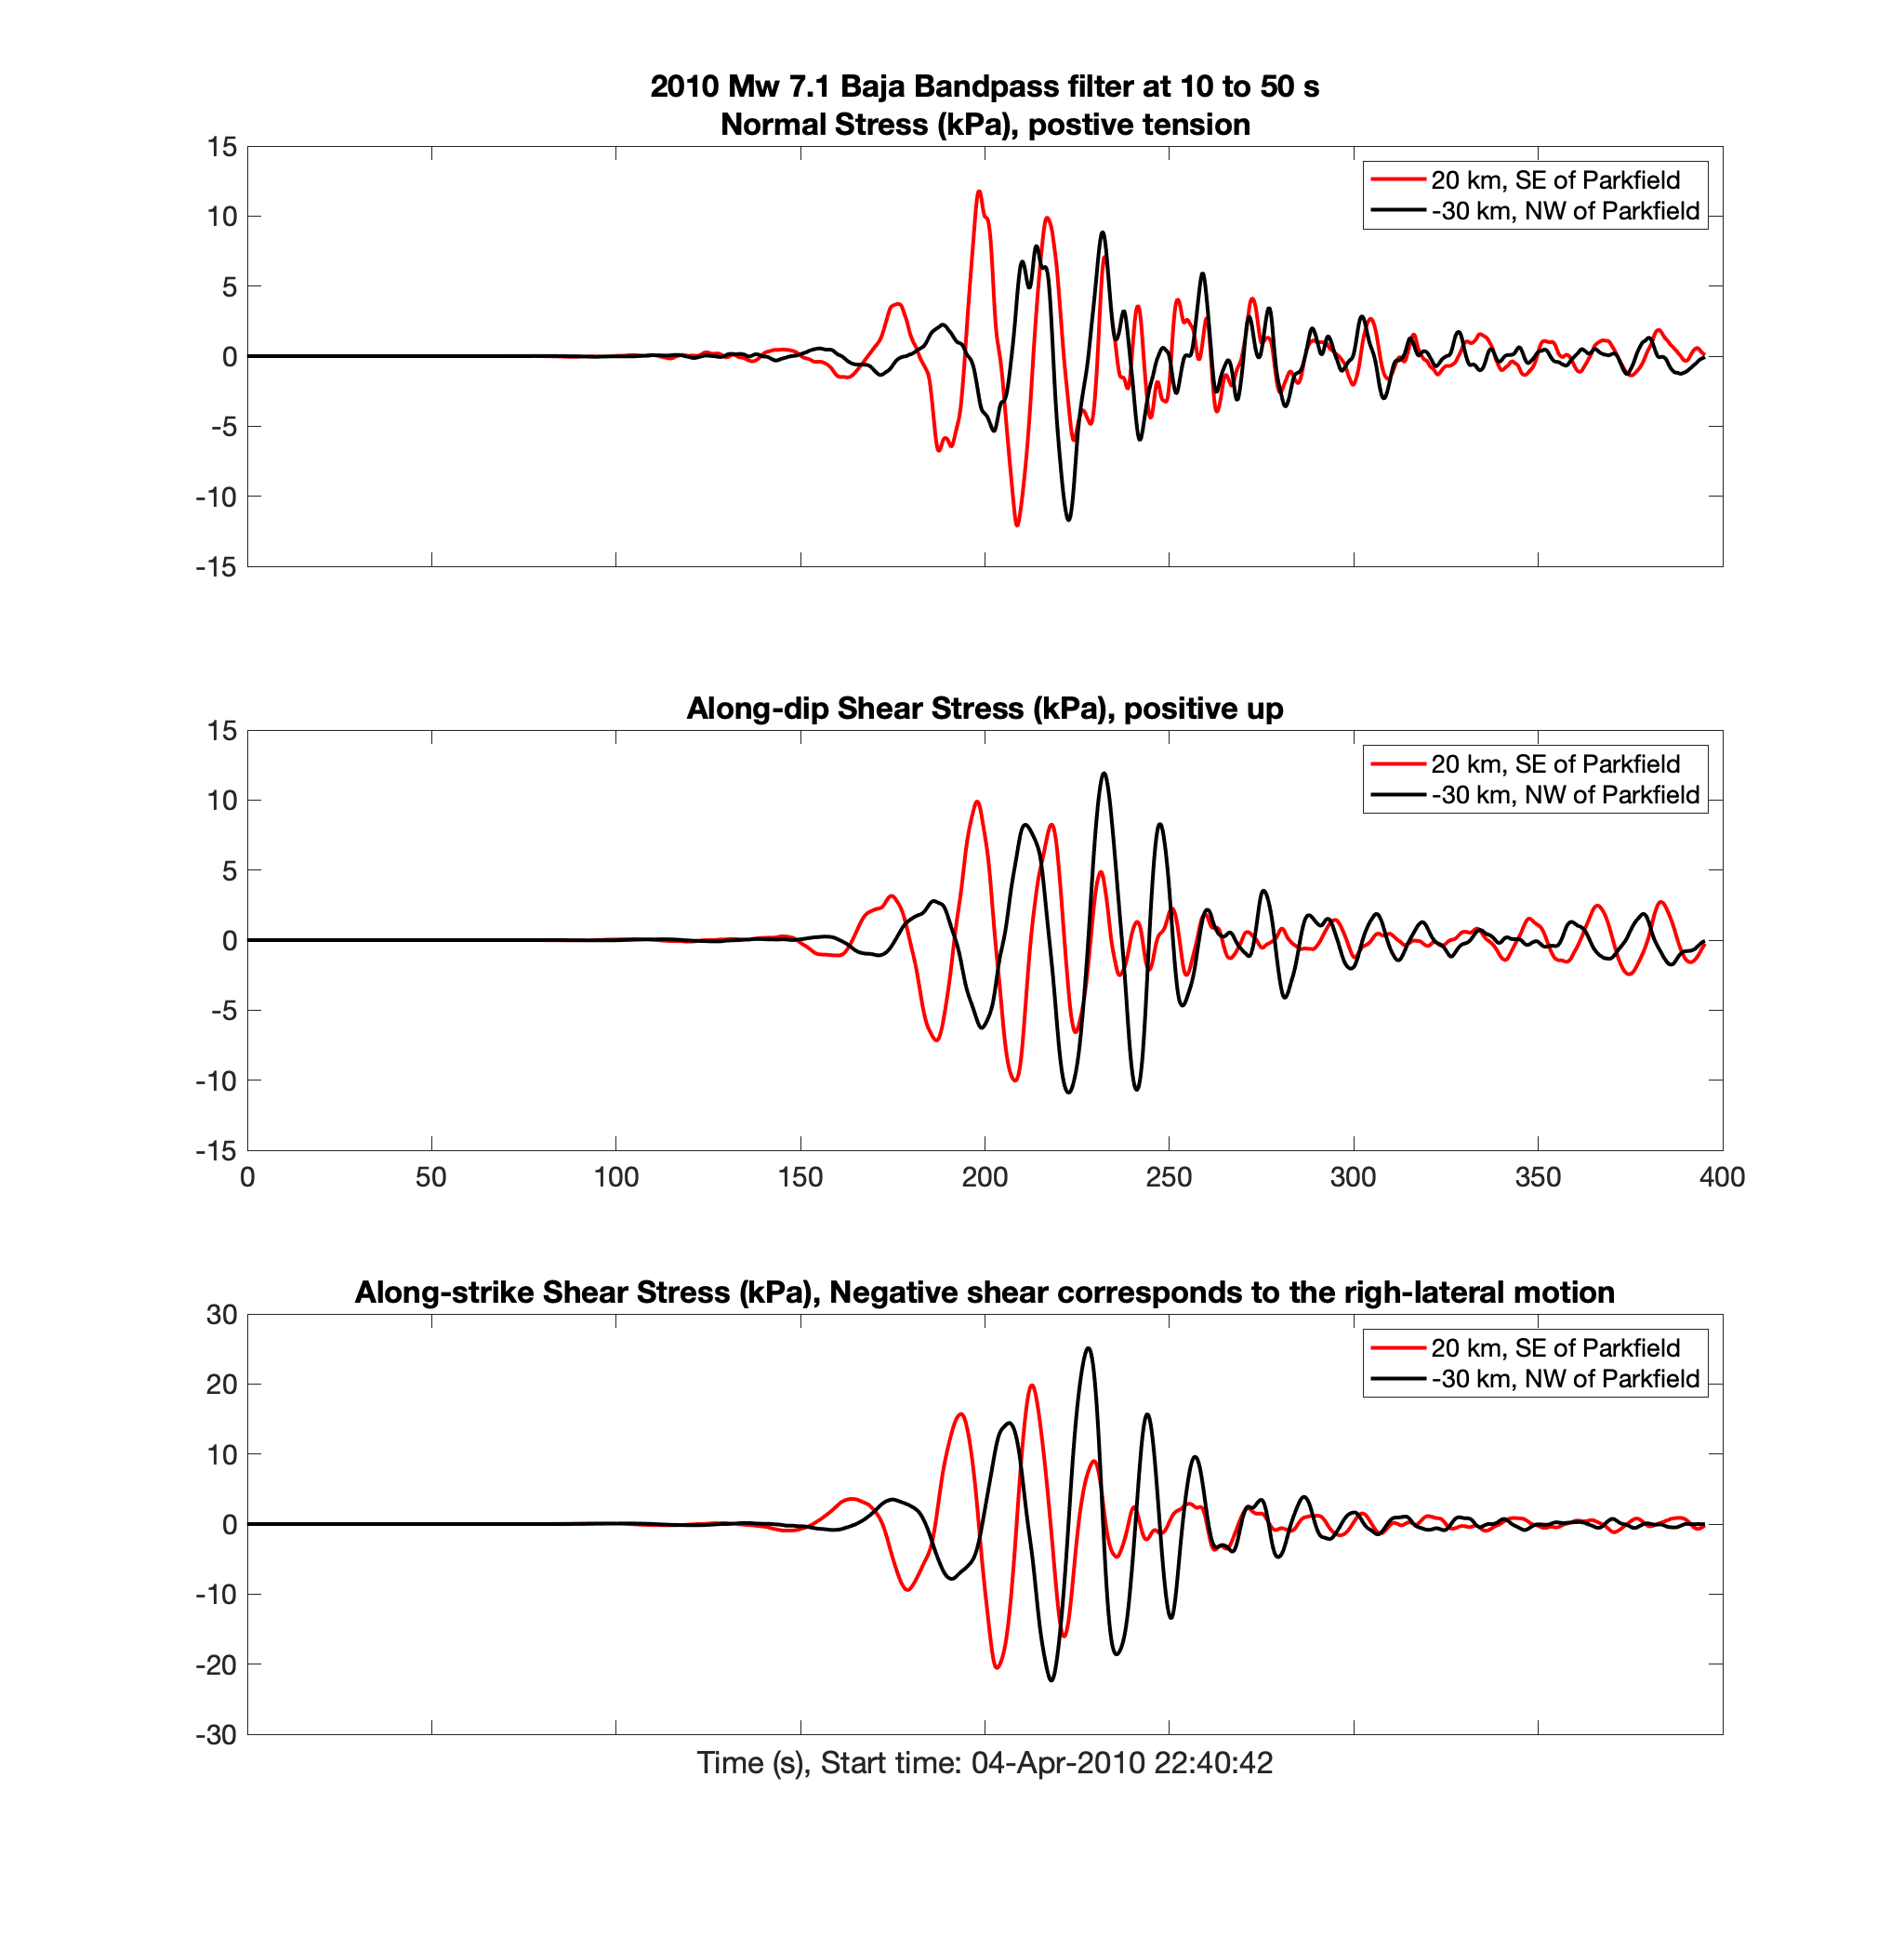 2010 Mw 7.1 Baja Bandpass filter at 10 to 50 s
Normal Stress (kPa), postive tension
15
10
5
0
-5
-10
-15
20 km, SE of Parkfield
-30 km, NW of Parkfield
Along-dip Shear Stress (kPa), positive up
15
10
5
0
-5
-10
-15
20 km, SE of Parkfield
-30 km, NW of Parkfield
0 50 100 150 200 250 300 350 400
Along-strike Shear Stress (kPa), Negative shear corresponds to the righ-lateral motion
30
20
10
0
-10
-20
-30
20 km, SE of Parkfield
-30 km, NW of Parkfield
Time (s), Start time: 04-Apr-2010 22:40:42